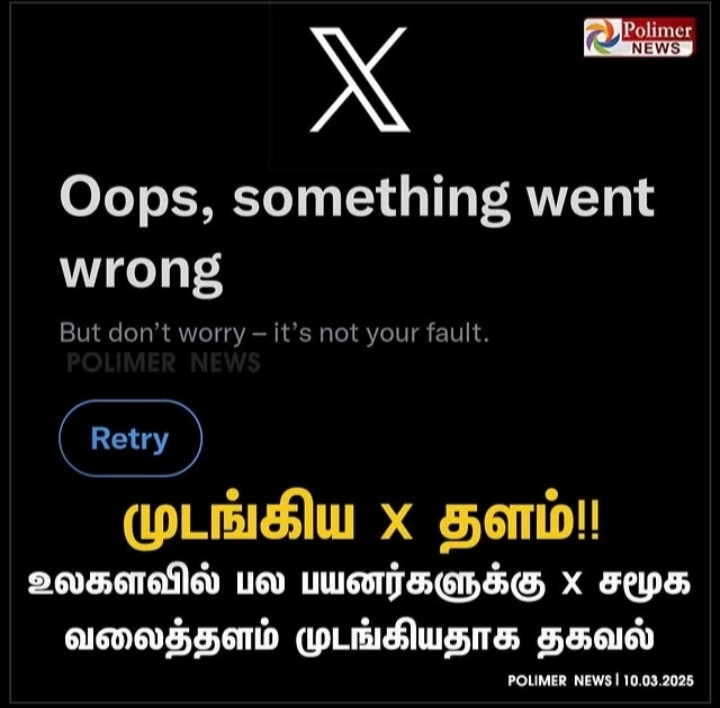 X
Polimer
NEWS
Oops, something went
wrong
But don't worry – it's not your fault.
POLIMER NEWS
Retry
முடங்கிய X தளம்!!
உலகளவில் பல பயனர்களுக்கு X சமூக
வலைத்தளம் முடங்கியதாக தகவல்
POLIMER NEWS | 10.03.2025